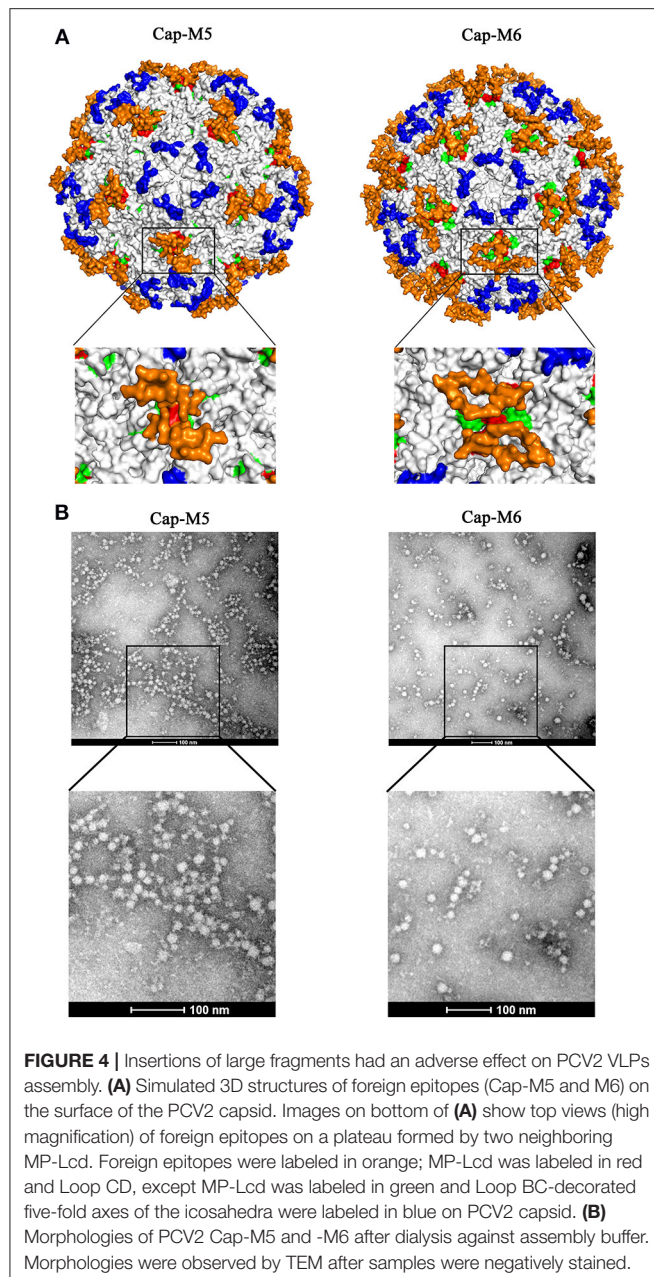 A
Cap-M5
Cap-M6
B
Cap-M5
Cap-M6
100 nm
100 nm
100 nm
100 nm
FIGURE 4 | Insertions of large fragments had an adverse effect on PCV2 VLPs
assembly. (A) Simulated 3D structures of foreign epitopes (Cap-M5 and M6) on
the surface of the PCV2 capsid. Images on bottom of (A) show top views (high
magnification) of foreign epitopes on a plateau formed by two neighboring
MP-Lcd. Foreign epitopes were labeled in orange; MP-Lcd was labeled in red
and Loop CD, except MP-Lcd was labeled in green and Loop BC-decorated
five-fold axes of the icosahedra were labeled in blue on PCV2 capsid. (B)
Morphologies of PCV2 Cap-M5 and -M6 after dialysis against assembly buffer.
Morphologies were observed by TEM after samples were negatively stained.